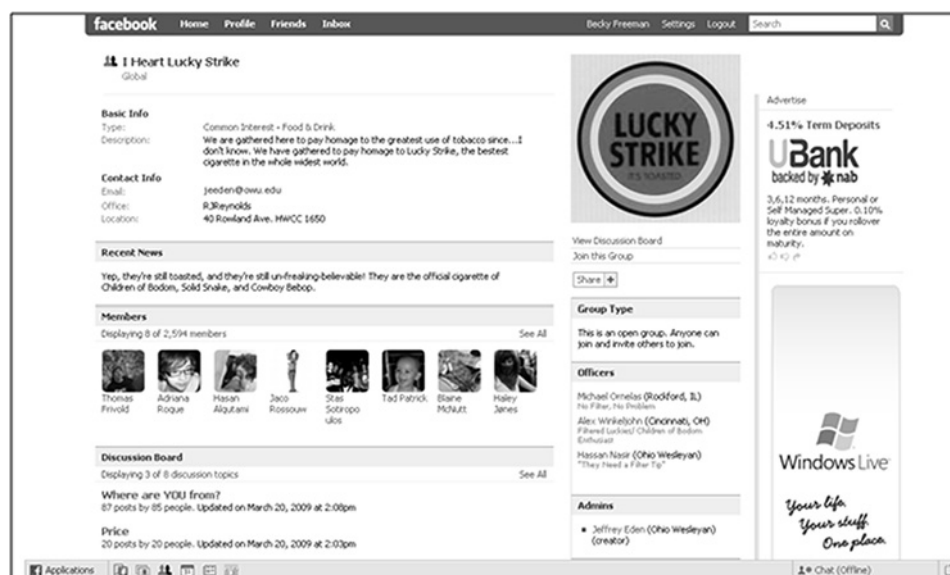 facebook Home Profile Friends Inbox Becky Freeman Settings Logout Search
I Heart Lucky Strike
Global
Basic Info
Type: Common Interest - Food & Drink
Description: We are gathered here to pay homage to the greatest use of tobacco since...I
don't know. We have gathered to pay homage to Lucky Strike, the bestest
cigarette in the whole widest world.
Contact Info
Email: jeeden@owu.edu
Office: RJReynolds
Location: 40 Rowland Ave. HWCC 1650
Recent News
Yep, they're still toasted, and they're still un-freaking-believable! They are the official cigarette of
Children of Bodom, Solid Snake, and Cowboy Bebop.
Members
Displaying 8 of 2,594 members See All
Thomas Frivold
Adriana Roque
Hasan Algutami
Jaco Rossouw
Stas Sotropo
ulos
Tad Patrick
Blaine McNutt
Haley Jønes
Discussion Board
Displaying 3 of 8 discussion topics See All
Where are YOU from?
87 posts by 85 people. Updated on March 20, 2009 at 2:08pm
Price
20 posts by 20 people. Updated on March 20, 2009 at 2:03pm
LUCKY
STRIKE
IT'S TOASTED
View Discussion Board
Join this Group
Share +
Group Type
This is an open group. Anyone can
join and invite others to join.
Officers
Michael Ornelas (Rockford, IL)
No Filter, No Problem
Alex Winkeljohn (Cincinnati, OH)
Filtered Luckies/ Children of Bodom
Enthusiast
Hassan Nasir (Ohio Wesleyan)
"They Need a Filter Tip"
Admins
Jeffrey Eden (Ohio Wesleyan)
(creator)
Advertise
4.51% Term Deposits
UBank
backed by nab
3,6,12 months. Personal or
Self Managed Super. 0.10%
loyalty bonus if you rollover
the entire amount on
maturity.
Windows Live
Your life.
Your stuff.
One place.
Applications Chat (Offline)